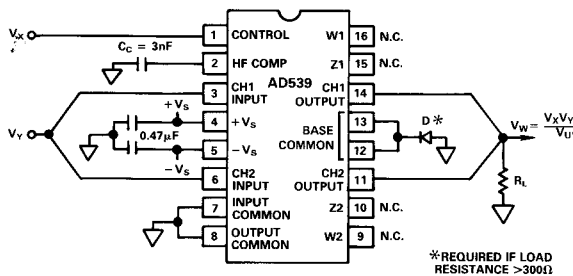 VX
CC = 3nF
1 CONTROL
2 HF COMP
3 CH1 INPUT
4 +VS
5 −VS
6 CH2 INPUT
7 INPUT COMMON
8 OUTPUT COMMON
+VS
0.47µF
−VS
VY
AD539
W1 16 N.C.
Z1 15 N.C.
CH1 OUTPUT 14
13
BASE COMMON
12
CH2 OUTPUT 11
Z2 10 N.C.
W2 9 N.C.
D*
VW = VXVY
VU
RL
*REQUIRED IF LOAD
RESISTANCE >300Ω